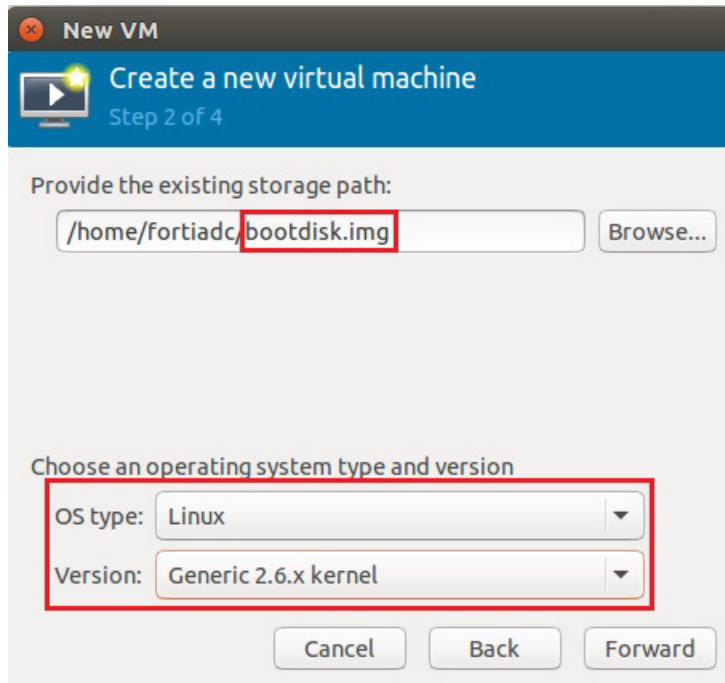 New VM
Create a new virtual machine
Step 2 of 4
Provide the existing storage path:
/home/fortiadc/bootdisk.img Browse...
Choose an operating system type and version
OS type: Linux
Version: Generic 2.6.x kernel
Cancel Back Forward